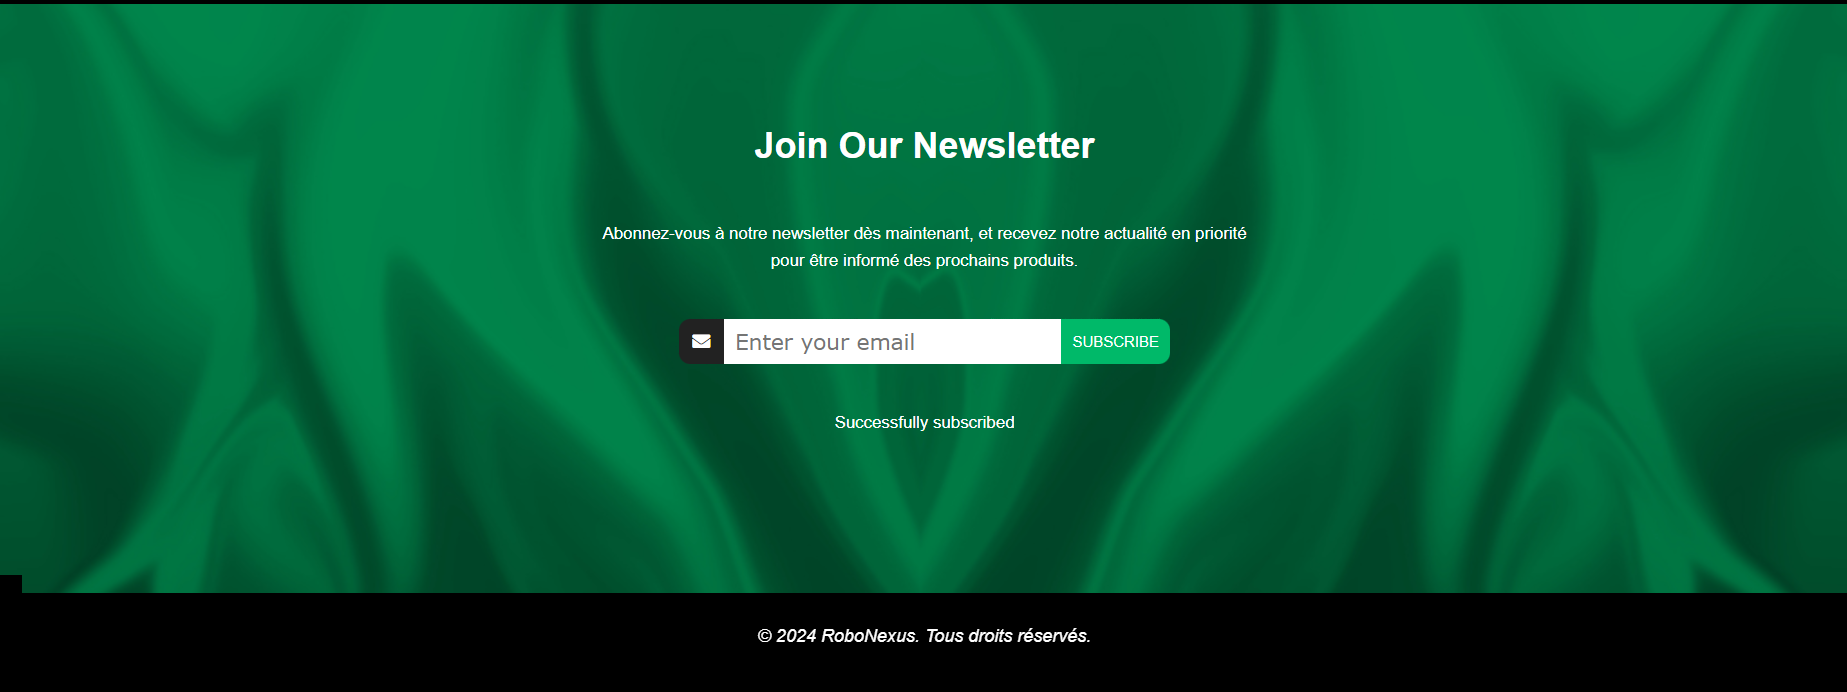 Join Our Newsletter
Abonnez-vous à notre newsletter dès maintenant, et recevez notre actualité en priorité
pour être informé des prochains produits.
Enter your email
SUBSCRIBE
Successfully subscribed
© 2024 RoboNexus. Tous droits réservés.